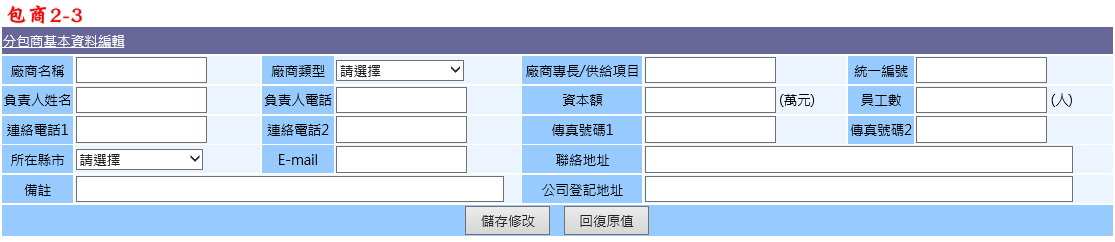 包商2-3
分包商基本資料編輯
廠商名稱 廠商類型 請選擇 廠商專長/供給項目 統一編號
負責人姓名 負責人電話 資本額 (萬元) 員工數 (人)
連絡電話1 連絡電話2 傳真號碼1 傳真號碼2
所在縣市 請選擇 E-mail 聯絡地址
備註 公司登記地址
儲存修改 回復原值